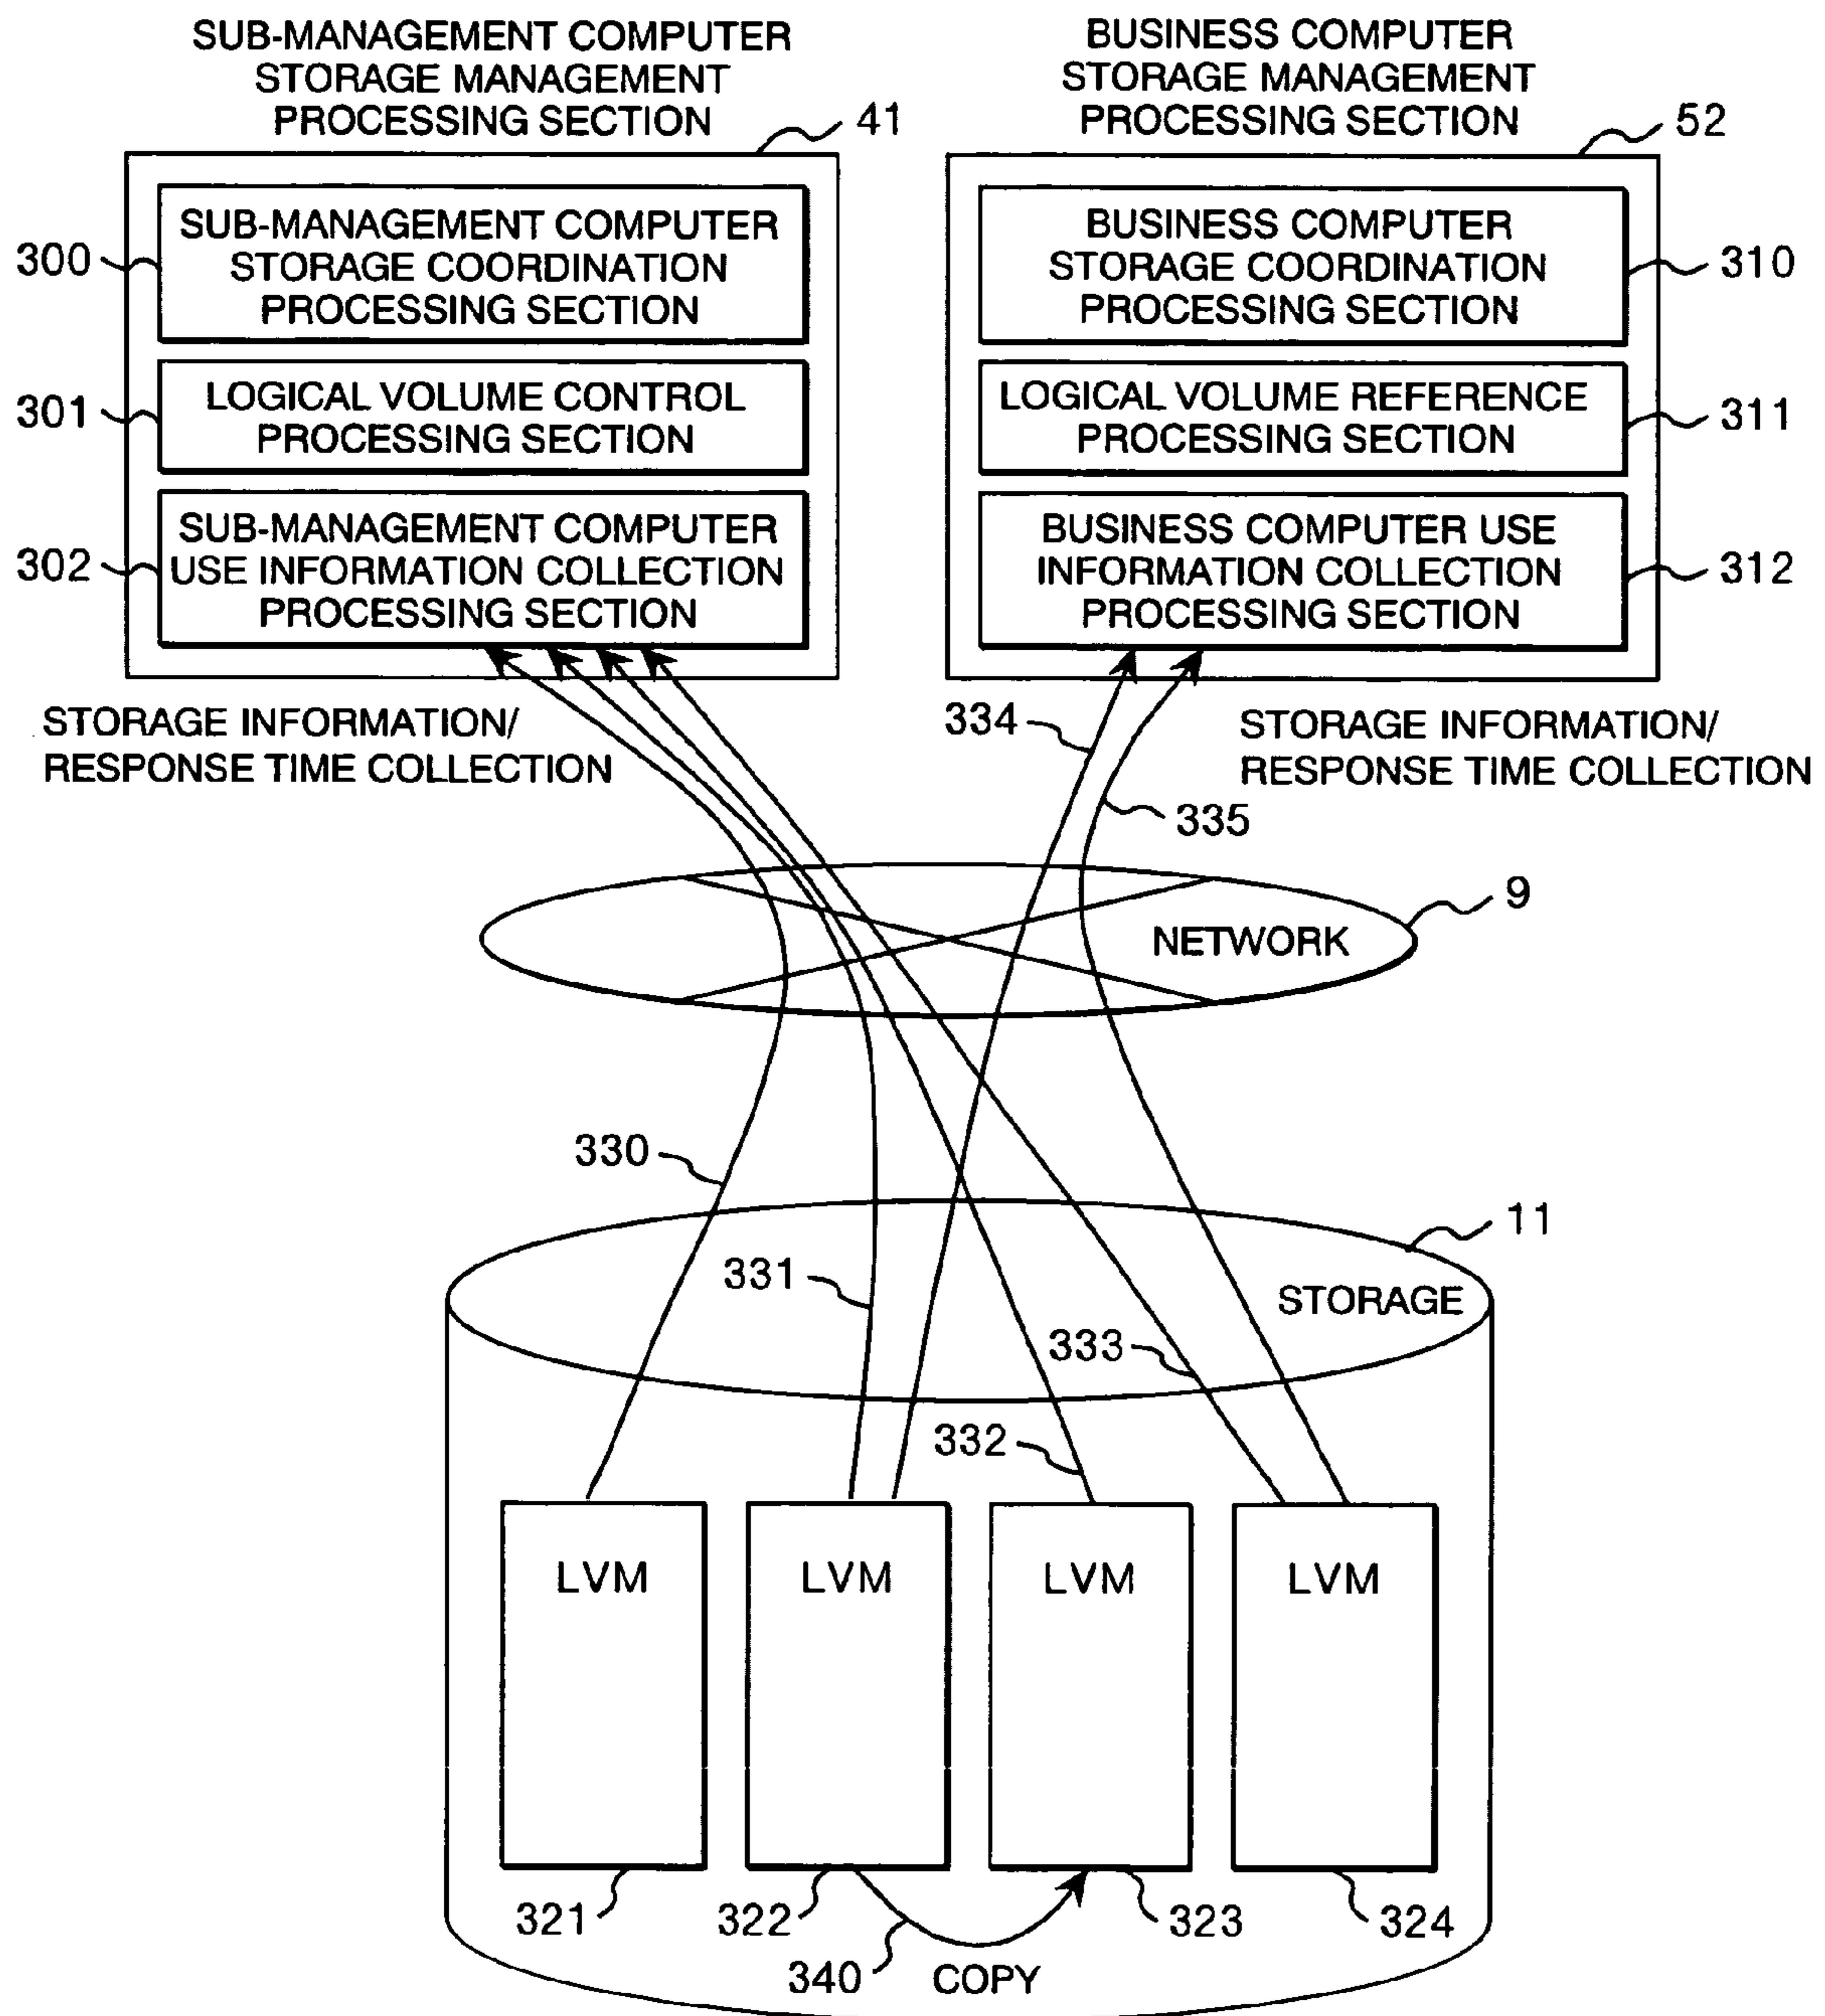 SUB-MANAGEMENT COMPUTER
STORAGE MANAGEMENT
PROCESSING SECTION
41
300
SUB-MANAGEMENT COMPUTER
STORAGE COORDINATION
PROCESSING SECTION
301
LOGICAL VOLUME CONTROL
PROCESSING SECTION
302
SUB-MANAGEMENT COMPUTER
USE INFORMATION COLLECTION
PROCESSING SECTION
STORAGE INFORMATION/
RESPONSE TIME COLLECTION
BUSINESS COMPUTER
STORAGE MANAGEMENT
PROCESSING SECTION
52
BUSINESS COMPUTER
STORAGE COORDINATION
PROCESSING SECTION
310
LOGICAL VOLUME REFERENCE
PROCESSING SECTION
311
BUSINESS COMPUTER USE
INFORMATION COLLECTION
PROCESSING SECTION
312
334
STORAGE INFORMATION/
RESPONSE TIME COLLECTION
335
9
NETWORK
330
11
331
STORAGE
333
332
LVM
LVM
LVM
LVM
321
322
323
324
340
COPY